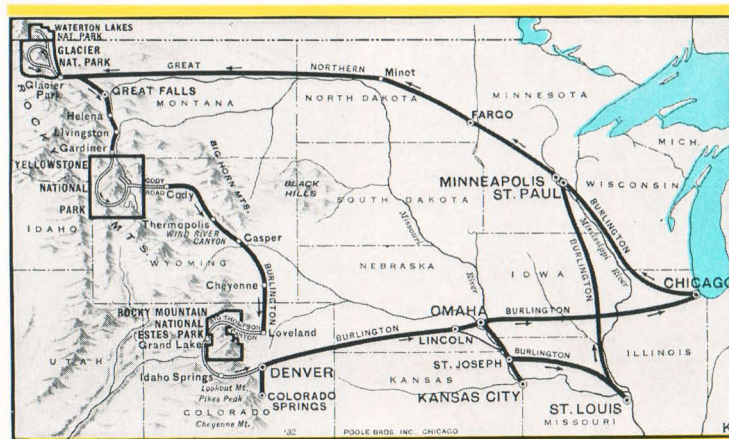 WATERTON LAKES
NAT. PARK
GLACIER
NAT. PARK
Glacier
Park
GREAT
NORTHERN
Minot
GREAT FALLS
MONTANA
NORTH DAKOTA
MINNESOTA
FARGO
MICH.
ROCKY
MTS
Helena
Livingston
Gardiner
YELLOWSTONE
NATIONAL
PARK
CODY
ROAD
Cody
BIG HORN MTS.
BLACK
HILLS
SOUTH DAKOTA
MINNEAPOLIS
ST. PAUL
WISCONSIN
BURLINGTON
Mississippi
River
BURLINGTON
IDAHO
Thermopolis
WIND RIVER
CANYON
Casper
WYOMING
Missouri
River
NEBRASKA
IOWA
CHICAGO
Cheyenne
BURLINGTON
ROCKY MOUNTAIN
NATIONAL
(ESTES) PARK
Grand Lake
BIG THOMPSON
CANYON
Loveland
BURLINGTON
OMAHA
LINCOLN
BURLINGTON
UTAH
Idaho Springs
DENVER
Lookout Mt.
Pikes Peak
COLORADO
SPRINGS
COLORADO
Cheyenne Mt.
KANSAS
ST. JOSEPH
BURLINGTON
KANSAS CITY
ILLINOIS
ST. LOUIS
MISSOURI
'32
POOLE BROS. INC., CHICAGO
K